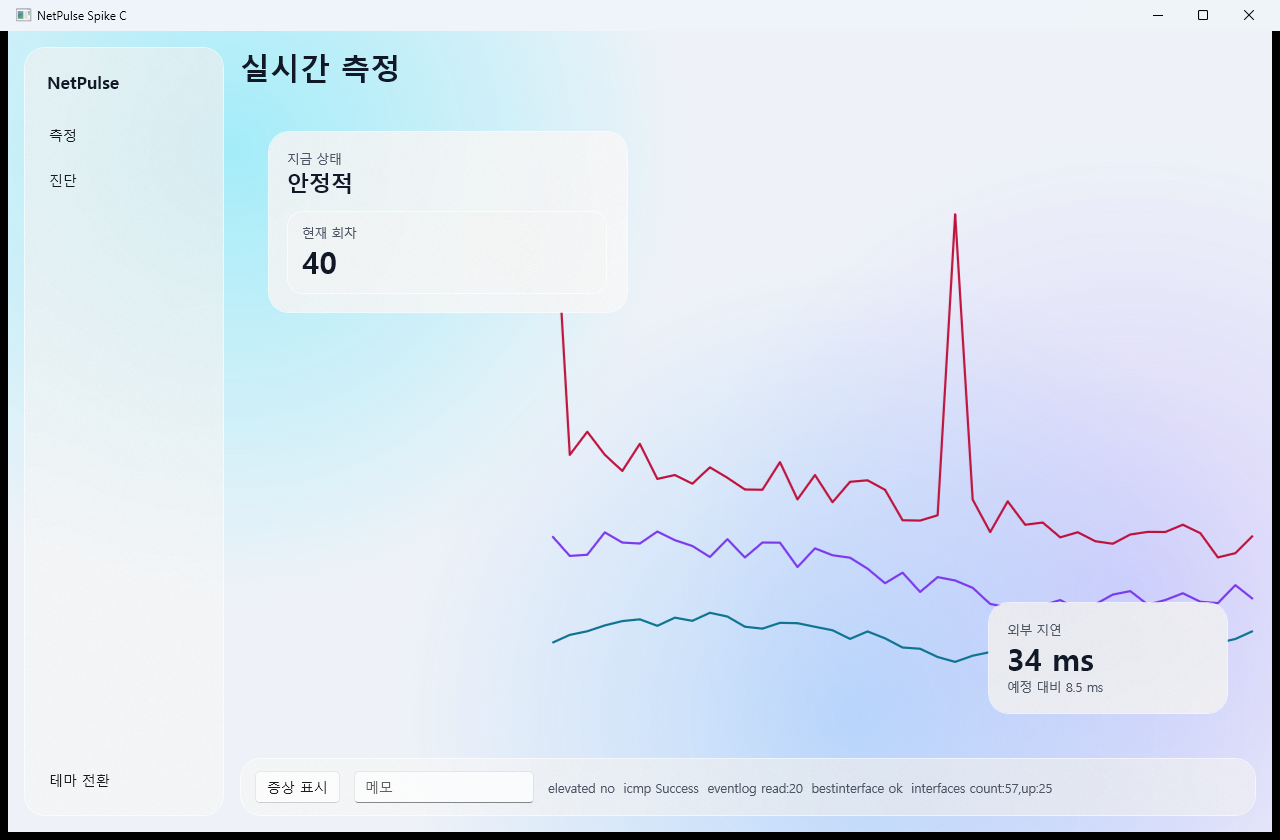 NetPulse Spike C
NetPulse
측정
진단
테마 전환
실시간 측정
지금 상태
안정적
현재 회차
40
외부 지연
34 ms
예정 대비 8.5 ms
증상 표시
메모
elevated no icmp Success eventlog read:20 bestinterface ok interfaces count:57,up:25